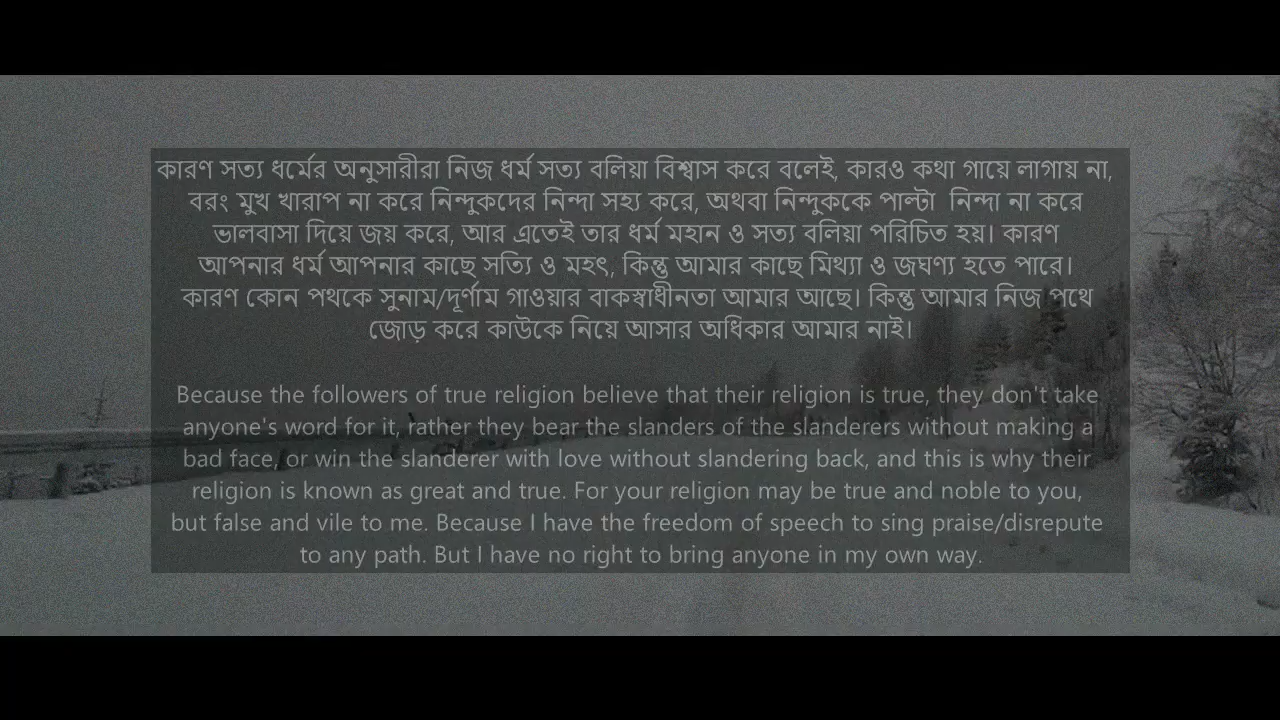 কারণ সত্য ধর্মের অনুসারীরা নিজ ধর্ম সত্য বলিয়া বিশ্বাস করে বলেই, কারও কথা গায়ে লাগায় না,
বরং মুখ খারাপ না করে নিন্দুকদের নিন্দা সহ্য করে, অথবা নিন্দুককে পাল্টা নিন্দা না করে
ভালবাসা দিয়ে জয় করে, আর এতেই তার ধর্ম মহান ও সত্য বলিয়া পরিচিত হয়। কারণ
আপনার ধর্ম আপনার কাছে সত্যি ও মহৎ, কিন্তু আমার কাছে মিথ্যা ও জঘণ্য হতে পারে।
কারণ কোন পথকে সুনাম/দূর্ণাম গাওয়ার বাকস্বাধীনতা আমার আছে। কিন্তু আমার নিজ পথে
জোড় করে কাউকে নিয়ে আসার অধিকার আমার নাই।
Because the followers of true religion believe that their religion is true, they don't take
anyone's word for it, rather they bear the slanders of the slanderers without making a
bad face, or win the slanderer with love without slandering back, and this is why their
religion is known as great and true. For your religion may be true and noble to you,
but false and vile to me. Because I have the freedom of speech to sing praise/disrepute
to any path. But I have no right to bring anyone in my own way.